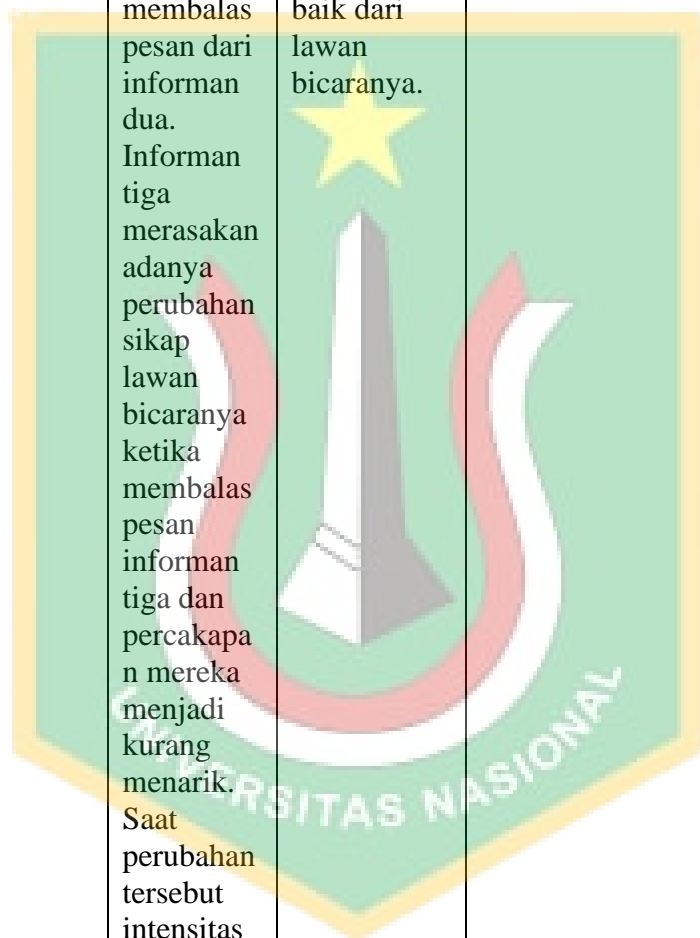 membalas
pesan dari
informan
dua.
Informan
tiga
merasakan
adanya
perubahan
sikap
lawan
bicaranya
ketika
membalas
pesan
informan
tiga dan
percakapa
n mereka
menjadi
kurang
menarik.
Saat
perubahan
tersebut
intensitas
baik dari
lawan
bicaranya.
UNIVERSITAS NASIONAL